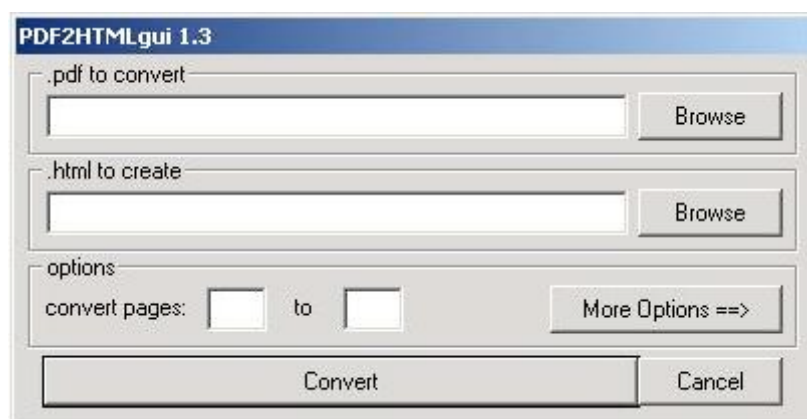 PDF2HTMLgui 1.3
.pdf to convert
Browse
.html to create
Browse
options
convert pages: to More Options ==>
Convert Cancel